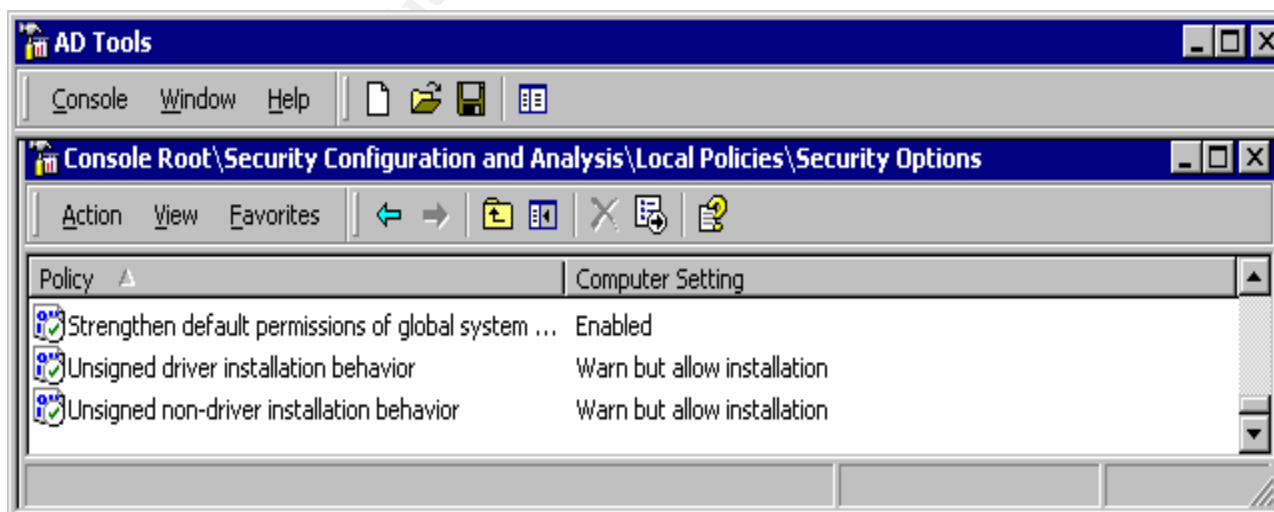 AD Tools
Console Window Help
Console Root\Security Configuration and Analysis\Local Policies\Security Options
Action View Favorites
Policy Computer Setting
Strengthen default permissions of global system ... Enabled
Unsigned driver installation behavior Warn but allow installation
Unsigned non-driver installation behavior Warn but allow installation